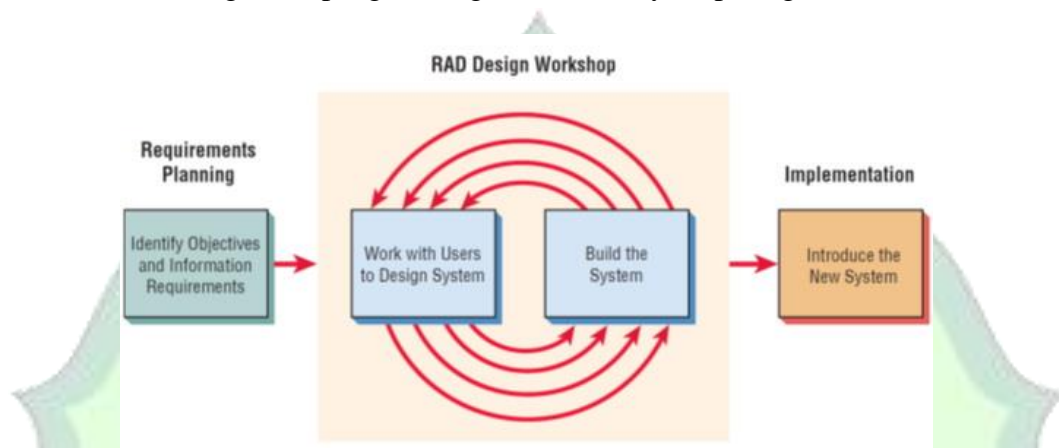 RAD Design Workshop
Requirements
Planning
Implementation
Identify Objectives
and Information
Requirements
Work with Users
to Design System
Build the
System
Introduce the
New System